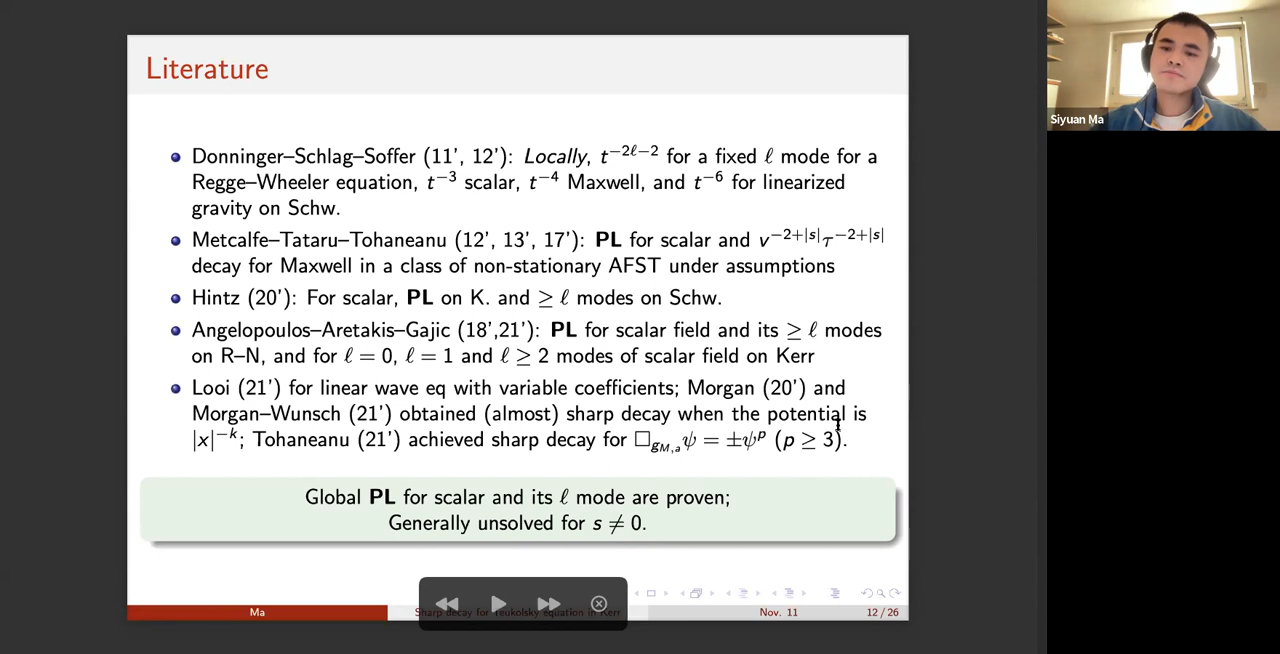 Literature
Siyuan Ma
Donninger–Schlag–Soffer (11', 12'): Locally, t^{−2ℓ−2} for a fixed ℓ mode for a
Regge–Wheeler equation, t^{−3} scalar, t^{−4} Maxwell, and t^{−6} for linearized
gravity on Schw.
Metcalfe–Tataru–Tohaneanu (12', 13', 17'): PL for scalar and v^{−2+|s|}τ^{−2+|s|}
decay for Maxwell in a class of non-stationary AFST under assumptions
Hintz (20'): For scalar, PL on K. and ≥ ℓ modes on Schw.
Angelopoulos–Aretakis–Gajic (18',21'): PL for scalar field and its ≥ ℓ modes
on R–N, and for ℓ = 0, ℓ = 1 and ℓ ≥ 2 modes of scalar field on Kerr
Looi (21') for linear wave eq with variable coefficients; Morgan (20') and
Morgan–Wunsch (21') obtained (almost) sharp decay when the potential is
|x|^{−k}; Tohaneanu (21') achieved sharp decay for □_{g_{M,a}}ψ = ±ψ^p (p ≥ 3).
Global PL for scalar and its ℓ mode are proven;
Generally unsolved for s ≠ 0.
Ma
Sharp decay for Teukolsky equation in Kerr
Nov. 11
12 / 26